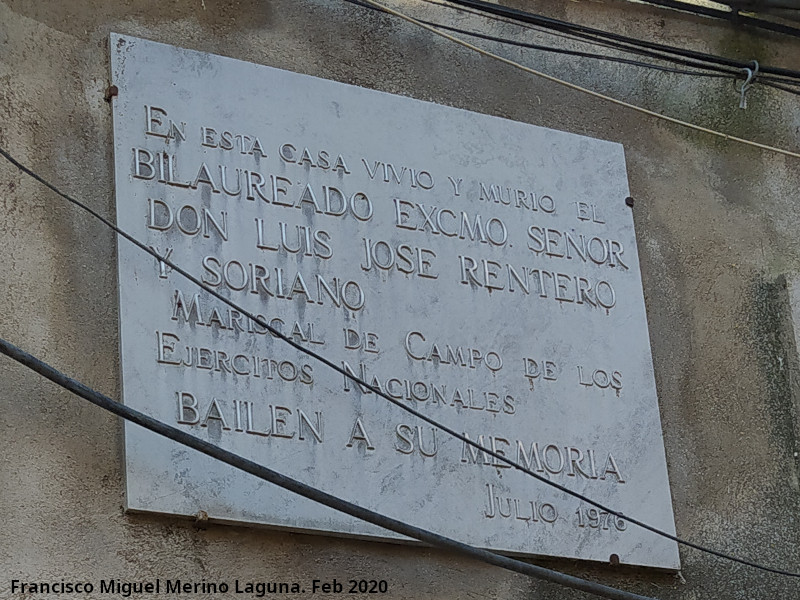 EN ESTA CASA VIVIO Y MURIO EL
BILAUREADO EXCMO. SEÑOR
DON LUIS JOSE RENTERO
Y SORIANO
MARISCAL DE CAMPO DE LOS
EJERCITOS NACIONALES
BAILEN A SU MEMORIA
JULIO 1976
Francisco Miguel Merino Laguna. Feb 2020